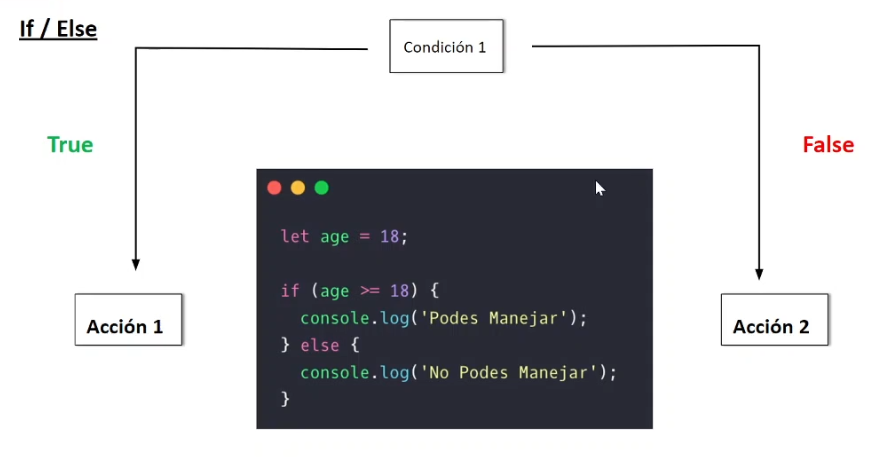 If / Else
Condición 1
True
False
let age = 18;
if (age >= 18) {
console.log('Podes Manejar');
} else {
console.log('No Podes Manejar');
}
Acción 1
Acción 2